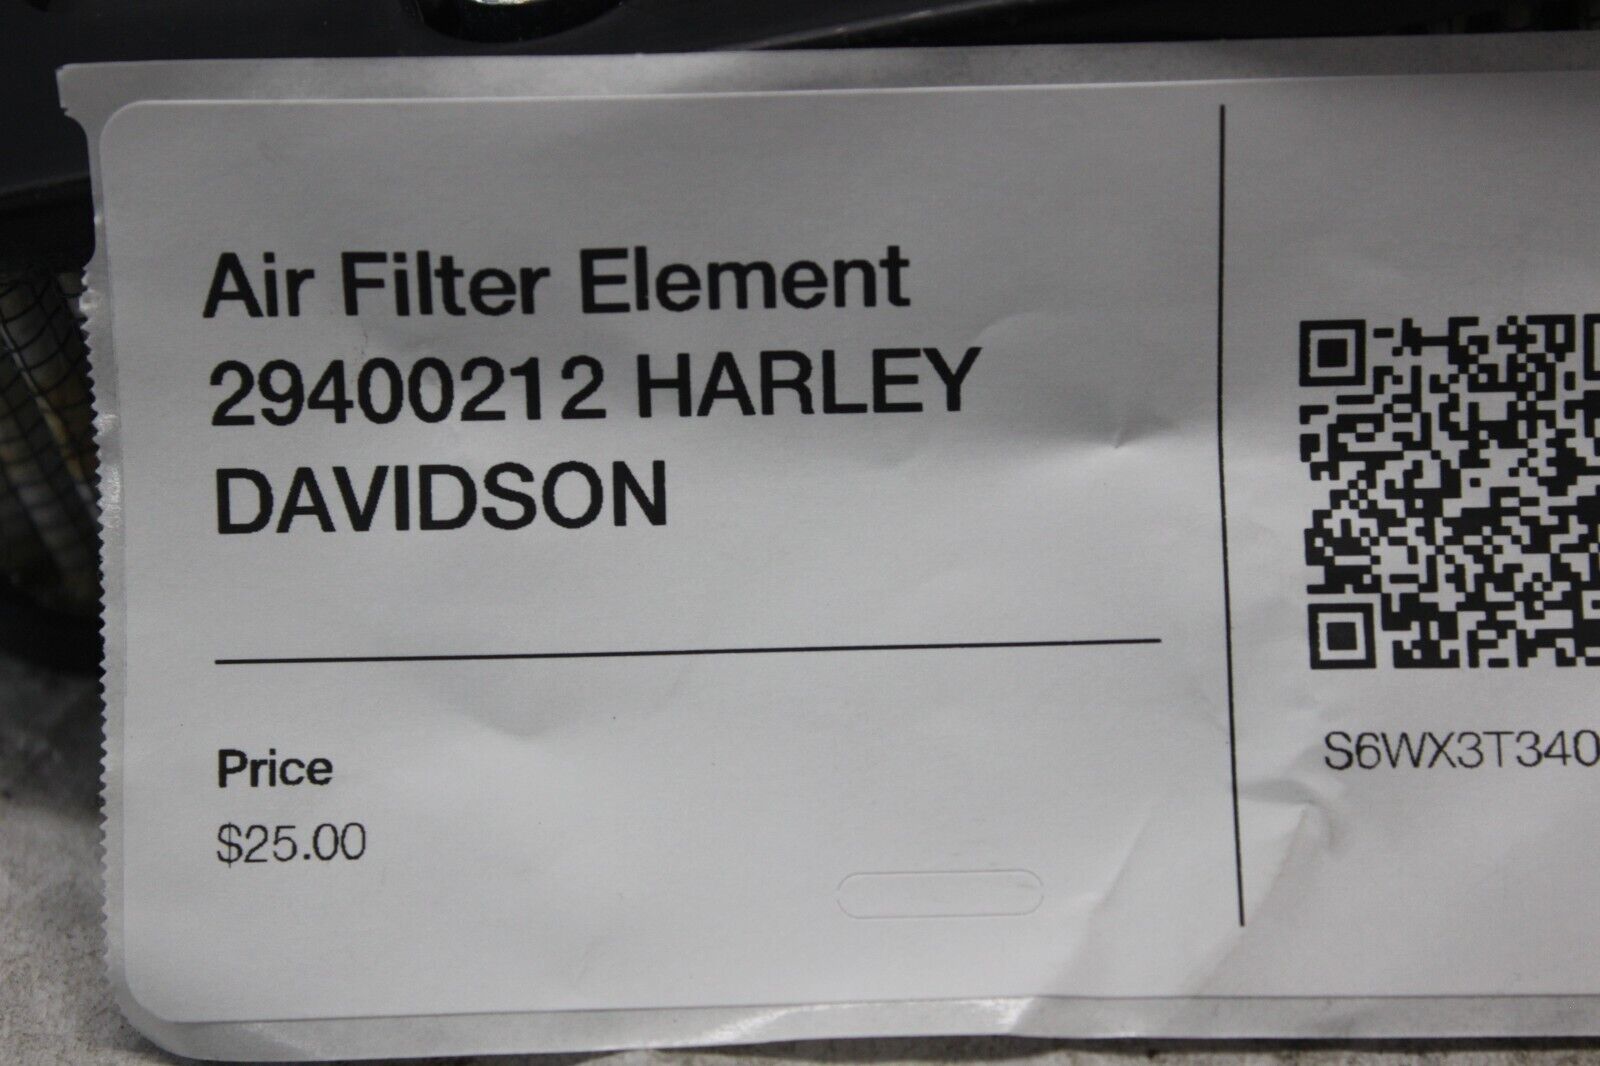 Air Filter Element
29400212 HARLEY
DAVIDSON
Price
$25.00
S6WX3T340